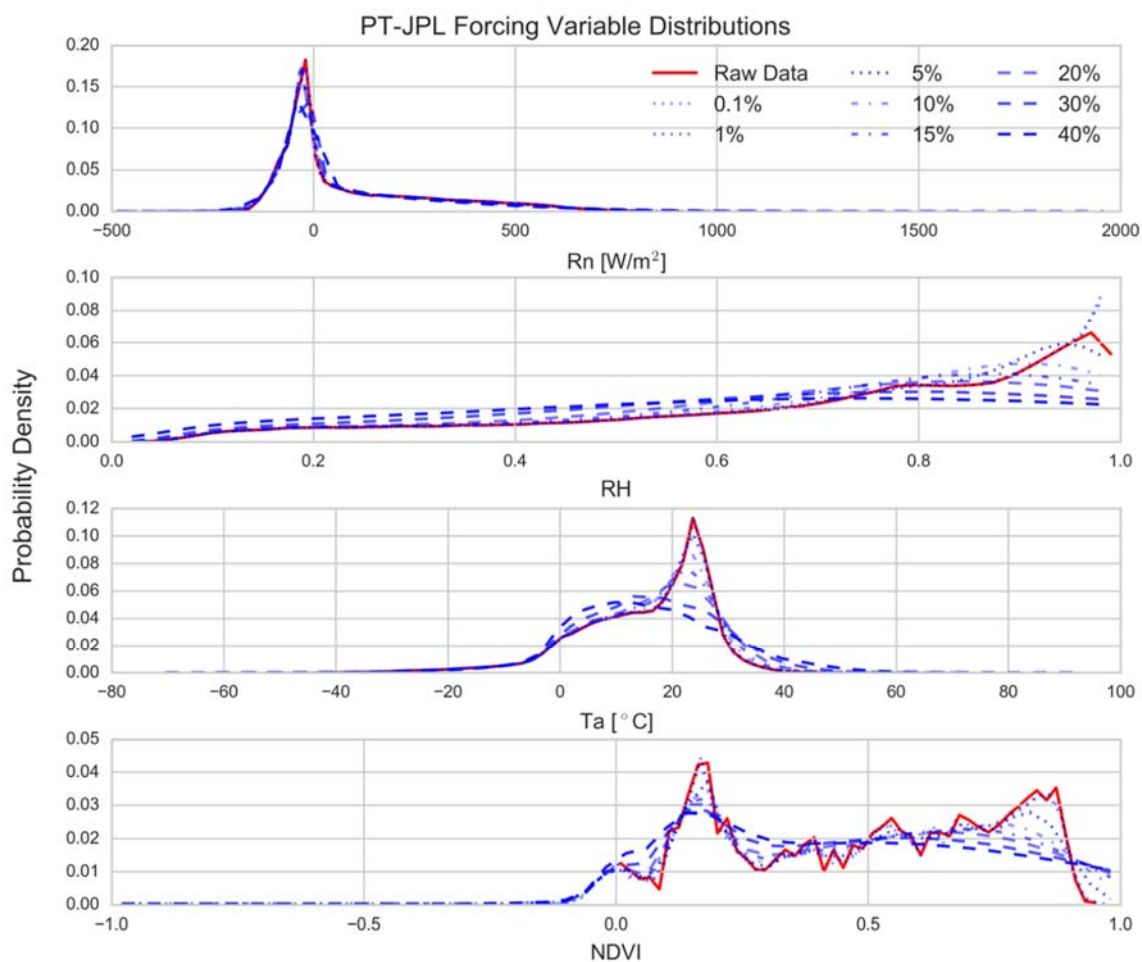 PT-JPL Forcing Variable Distributions
Probability Density
0.20
0.15
0.10
0.05
0.00
Raw Data 5% 20%
0.1% 10% 30%
1% 15% 40%
−500 0 500 1000 1500 2000
Rn [W/m²]
0.10
0.08
0.06
0.04
0.02
0.00
0.0 0.2 0.4 0.6 0.8 1.0
RH
0.12
0.10
0.08
0.06
0.04
0.02
0.00
−80 −60 −40 −20 0 20 40 60 80 100
Ta [°C]
0.05
0.04
0.03
0.02
0.01
0.00
−1.0 −0.5 0.0 0.5 1.0
NDVI